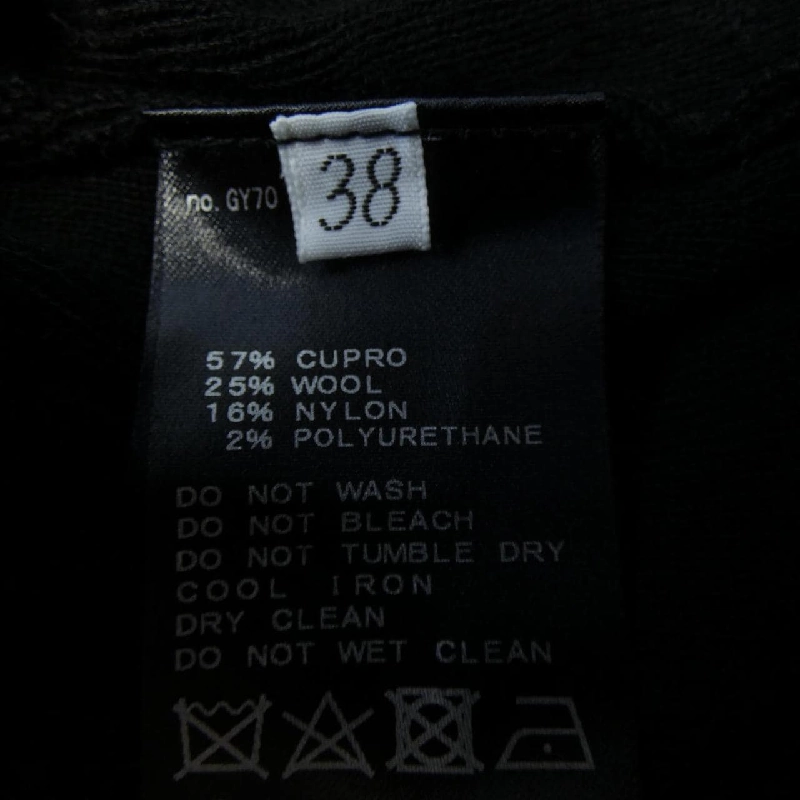 38
no. GY70
57% CUPRO
25% WOOL
16% NYLON
2% POLYURETHANE
DO NOT WASH
DO NOT BLEACH
DO NOT TUMBLE DRY
COOL IRON
DRY CLEAN
DO NOT WET CLEAN